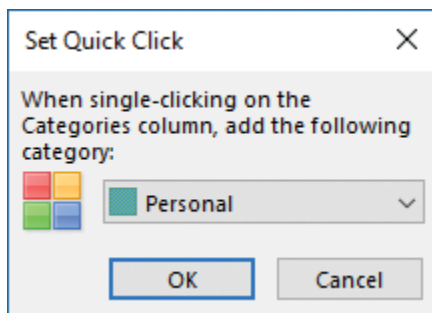 Set Quick Click
When single-clicking on the
Categories column, add the following
category:
Personal
OK Cancel